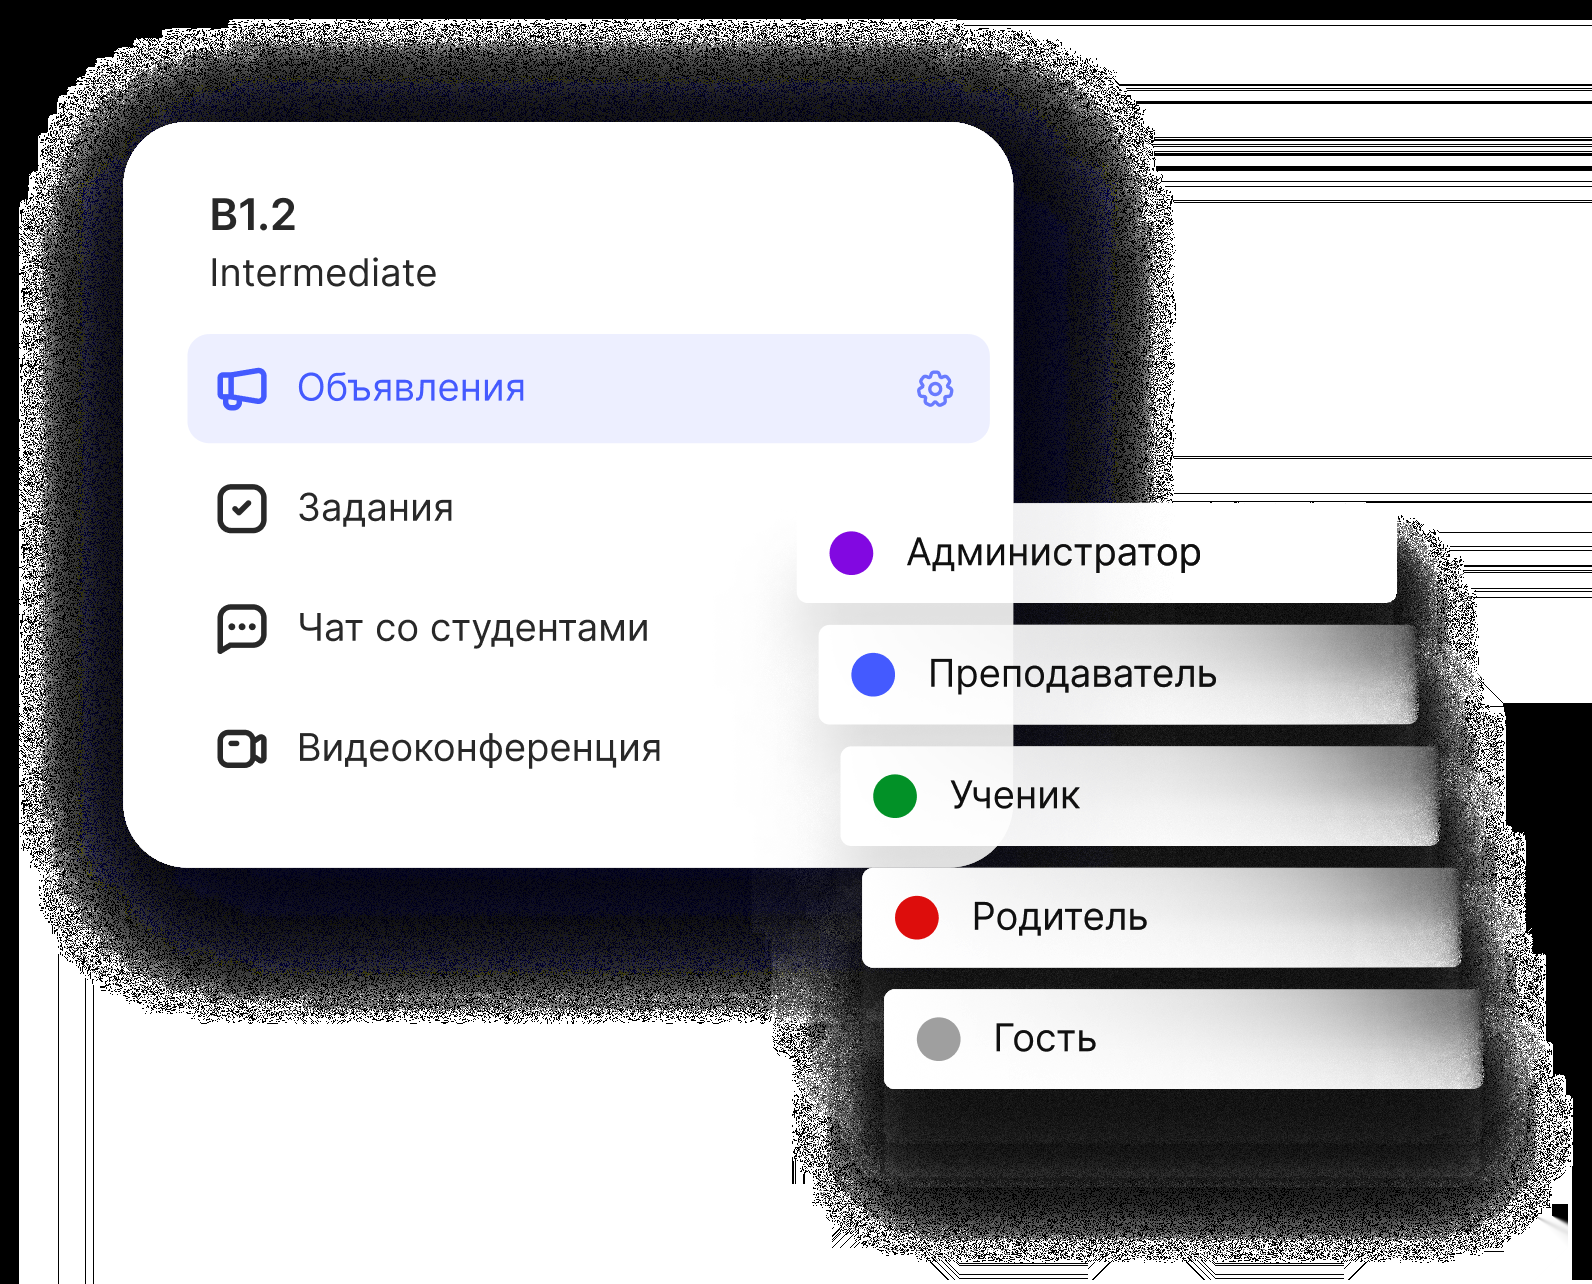 B1.2
Intermediate
Объявления
Задания
Чат со студентами
Видеоконференция
Администратор
Преподаватель
Ученик
Родитель
Гость